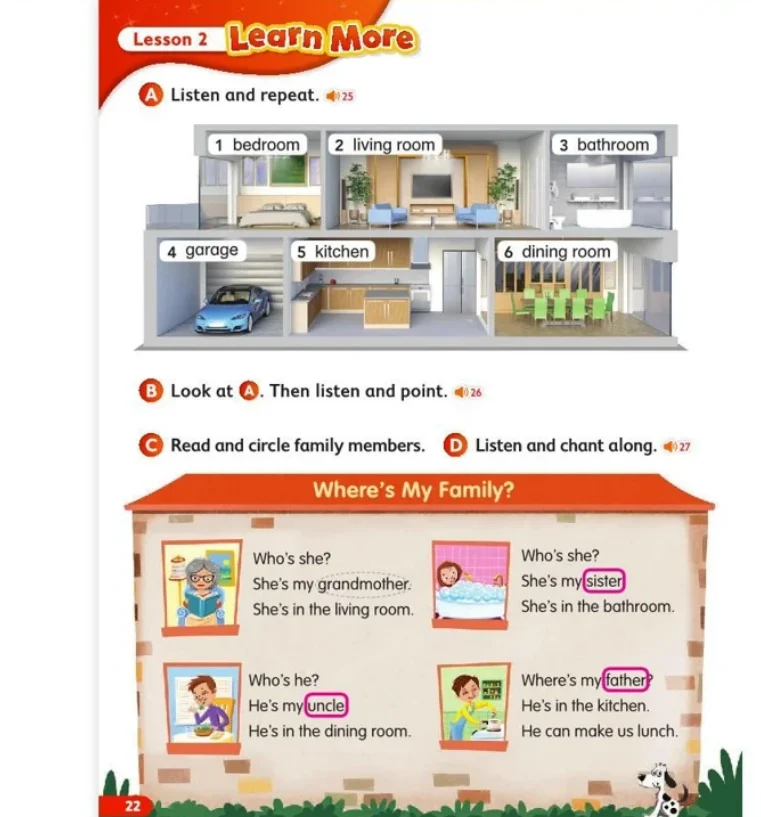 Lesson 2 Learn More
A Listen and repeat. 25
1 bedroom
2 living room
3 bathroom
4 garage
5 kitchen
6 dining room
B Look at A. Then listen and point. 26
C Read and circle family members.
D Listen and chant along. 27
Where's My Family?
Who's she?
She's my grandmother.
She's in the living room.
Who's she?
She's my sister
She's in the bathroom.
Who's he?
He's my uncle
He's in the dining room.
Where's my father?
He's in the kitchen.
He can make us lunch.
22